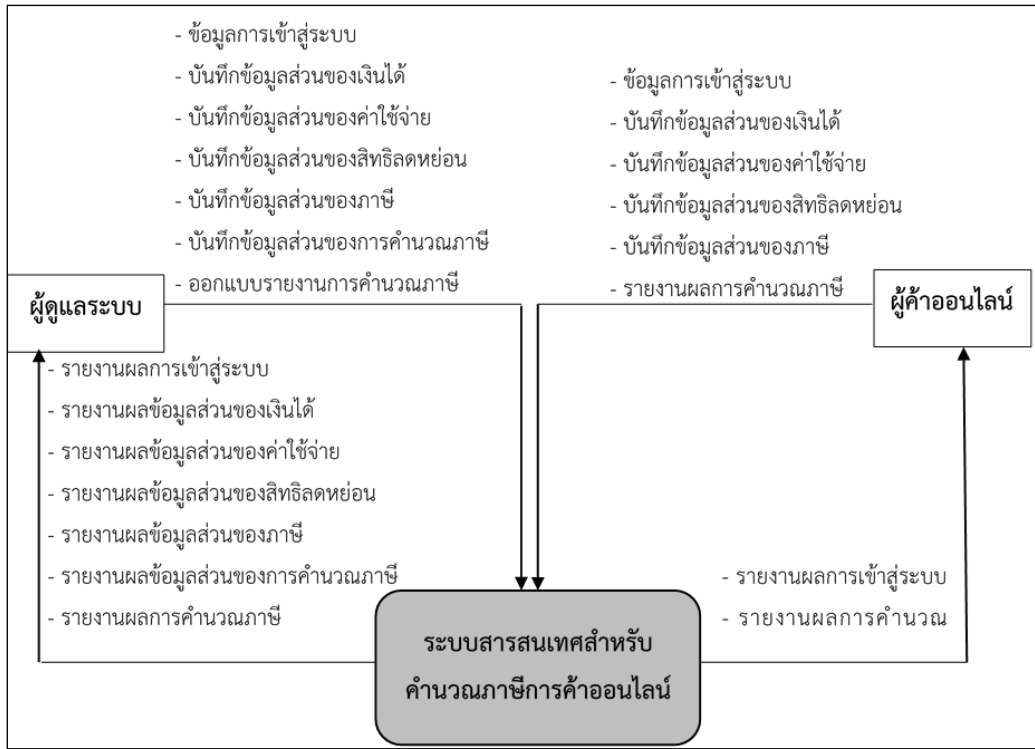 - ข้อมูลการเข้าสู่ระบบ
- บันทึกข้อมูลส่วนของเงินได้
- บันทึกข้อมูลส่วนของค่าใช้จ่าย
- บันทึกข้อมูลส่วนของสิทธิลดหย่อน
- บันทึกข้อมูลส่วนของภาษี
- บันทึกข้อมูลส่วนของการคำนวณภาษี
- ออกแบบรายงานการคำนวณภาษี
- ข้อมูลการเข้าสู่ระบบ
- บันทึกข้อมูลส่วนของเงินได้
- บันทึกข้อมูลส่วนของค่าใช้จ่าย
- บันทึกข้อมูลส่วนของสิทธิลดหย่อน
- บันทึกข้อมูลส่วนของภาษี
- รายงานผลการคำนวณภาษี
ผู้ดูแลระบบ
ผู้ค้าออนไลน์
- รายงานผลการเข้าสู่ระบบ
- รายงานผลข้อมูลส่วนของเงินได้
- รายงานผลข้อมูลส่วนของค่าใช้จ่าย
- รายงานผลข้อมูลส่วนของสิทธิลดหย่อน
- รายงานผลข้อมูลส่วนของภาษี
- รายงานผลข้อมูลส่วนของการคำนวณภาษี
- รายงานผลการคำนวณภาษี
- รายงานผลการเข้าสู่ระบบ
- รายงานผลการคำนวณ
ระบบสารสนเทศสำหรับ
คำนวณภาษีการค้าออนไลน์